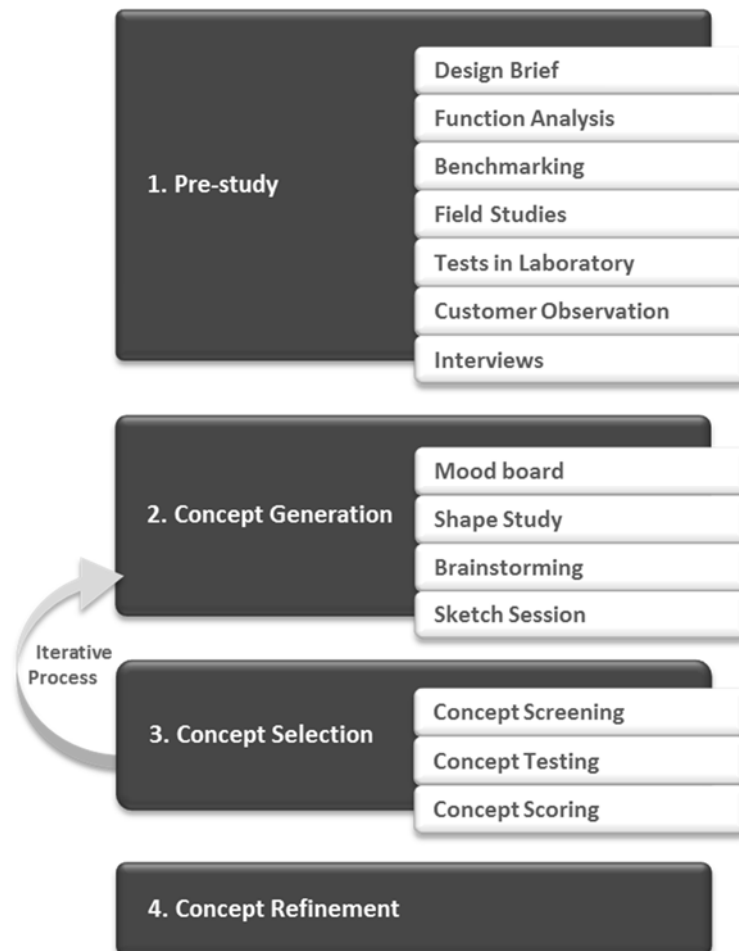 1. Pre-study
Design Brief
Function Analysis
Benchmarking
Field Studies
Tests in Laboratory
Customer Observation
Interviews
2. Concept Generation
Mood board
Shape Study
Brainstorming
Sketch Session
Iterative
Process
3. Concept Selection
Concept Screening
Concept Testing
Concept Scoring
4. Concept Refinement